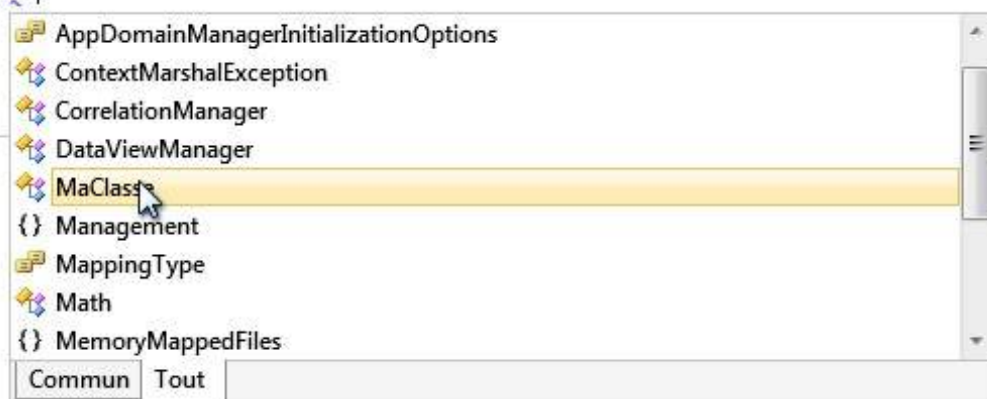 AppDomainManagerInitializationOptions
ContextMarshalException
CorrelationManager
DataViewManager
MaClasse
{} Management
MappingType
Math
{} MemoryMappedFiles
Commun Tout